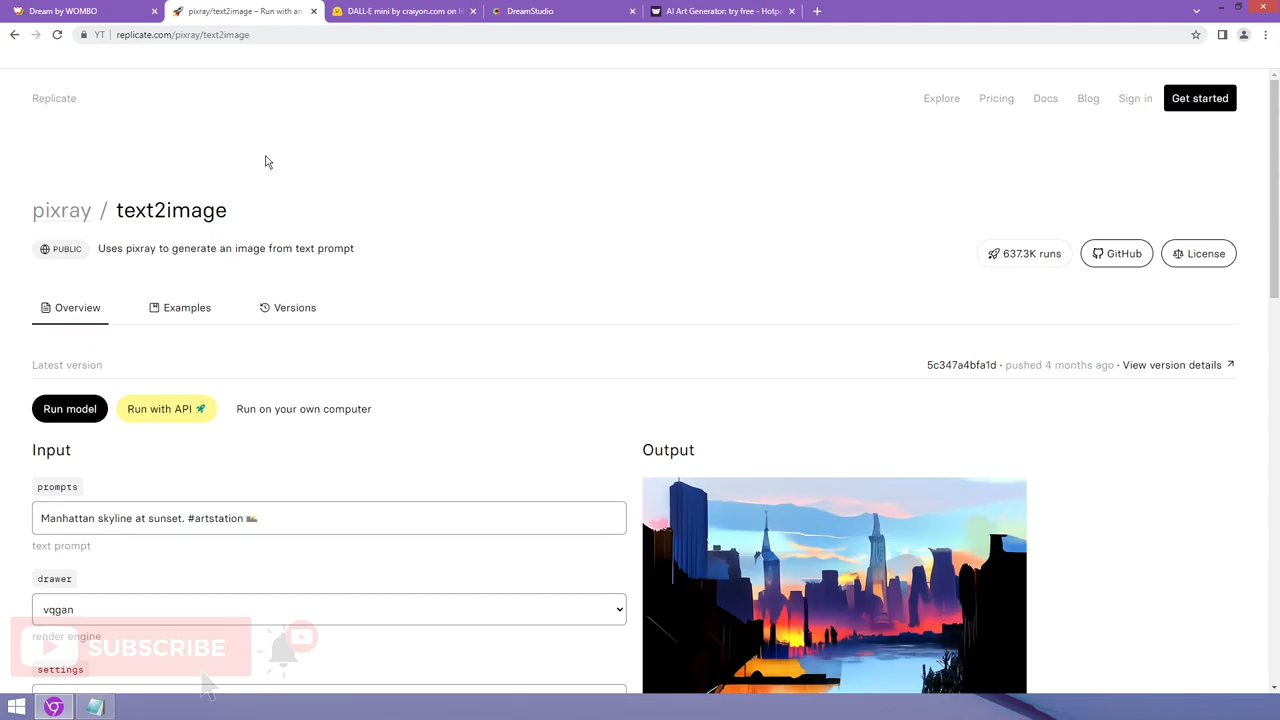 Dream by WOMBO
pixray/text2image – Run with an
DALL·E mini by craiyon.com on H
DreamStudio
AI Art Generator: try free - Hotpo
YT
replicate.com/pixray/text2image
Replicate
Explore
Pricing
Docs
Blog
Sign in
Get started
pixray / text2image
PUBLIC
Uses pixray to generate an image from text prompt
637.3K runs
GitHub
License
Overview
Examples
Versions
Latest version
5c347a4bfa1d · pushed 4 months ago · View version details
Run model
Run with API
Run on your own computer
Input
Output
prompts
Manhattan skyline at sunset. #artstation
text prompt
drawer
vqgan
render engine
SUBSCRIBE
settings